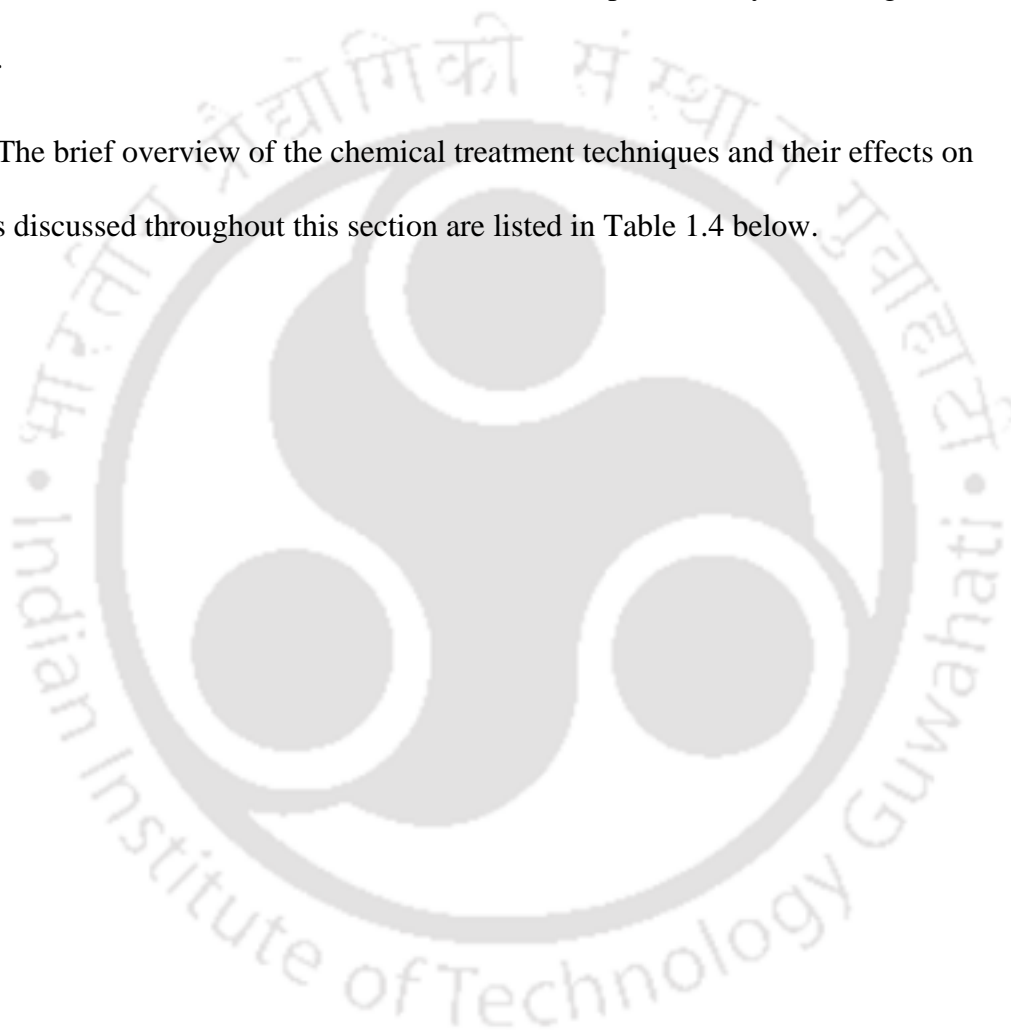 .
The brief overview of the chemical treatment techniques and their effects on
s discussed throughout this section are listed in Table 1.4 below.
भारतीय प्रौद्योगिकी संस्थान गुवाहाटी
Indian Institute of Technology Guwahati